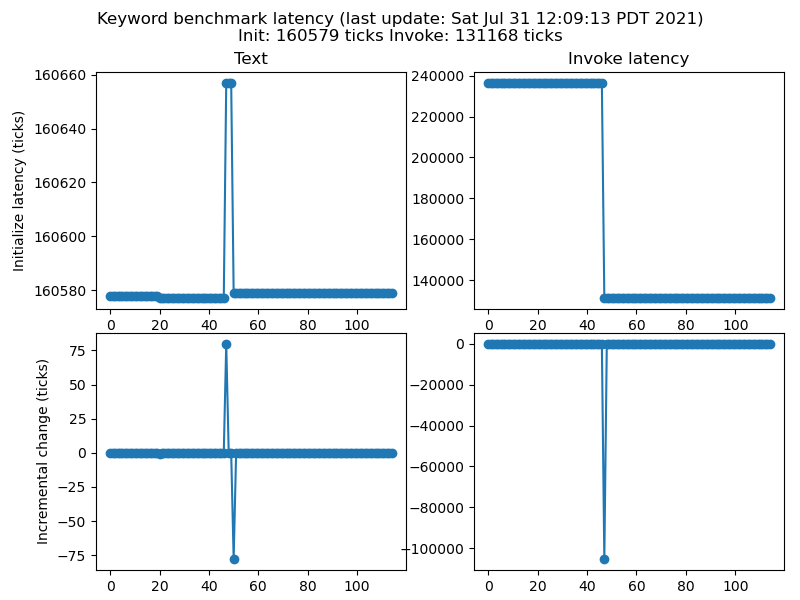 Keyword benchmark latency (last update: Sat Jul 31 12:09:13 PDT 2021)
Init: 160579 ticks Invoke: 131168 ticks
Text
Initialize latency (ticks)
160660
160640
160620
160600
160580
0 20 40 60 80 100
Invoke latency
240000
220000
200000
180000
160000
140000
0 20 40 60 80 100
Incremental change (ticks)
75
50
25
0
−25
−50
−75
0 20 40 60 80 100
0
−20000
−40000
−60000
−80000
−100000
0 20 40 60 80 100